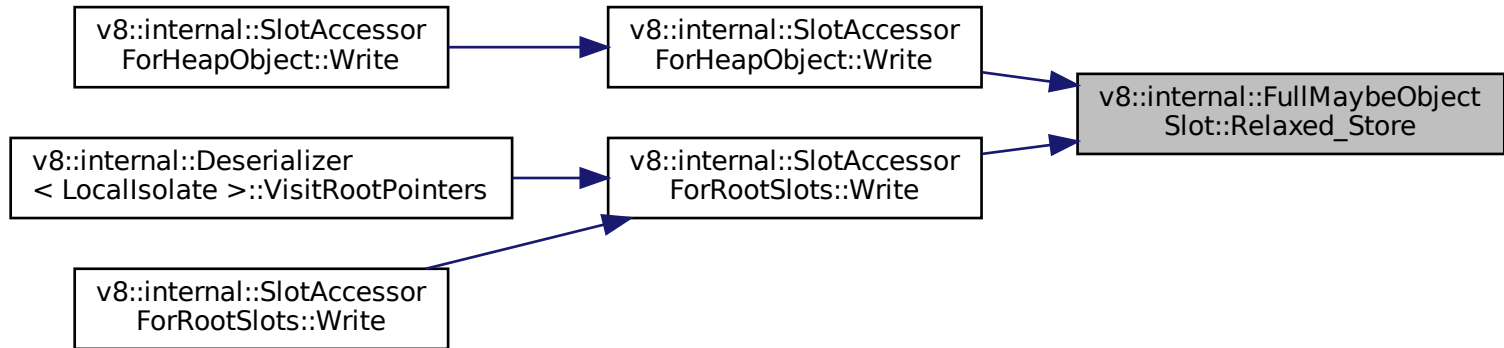 v8::internal::SlotAccessor
ForHeapObject::Write
v8::internal::SlotAccessor
ForHeapObject::Write
v8::internal::FullMaybeObject
Slot::Relaxed_Store
v8::internal::Deserializer
< LocalIsolate >::VisitRootPointers
v8::internal::SlotAccessor
ForRootSlots::Write
v8::internal::SlotAccessor
ForRootSlots::Write